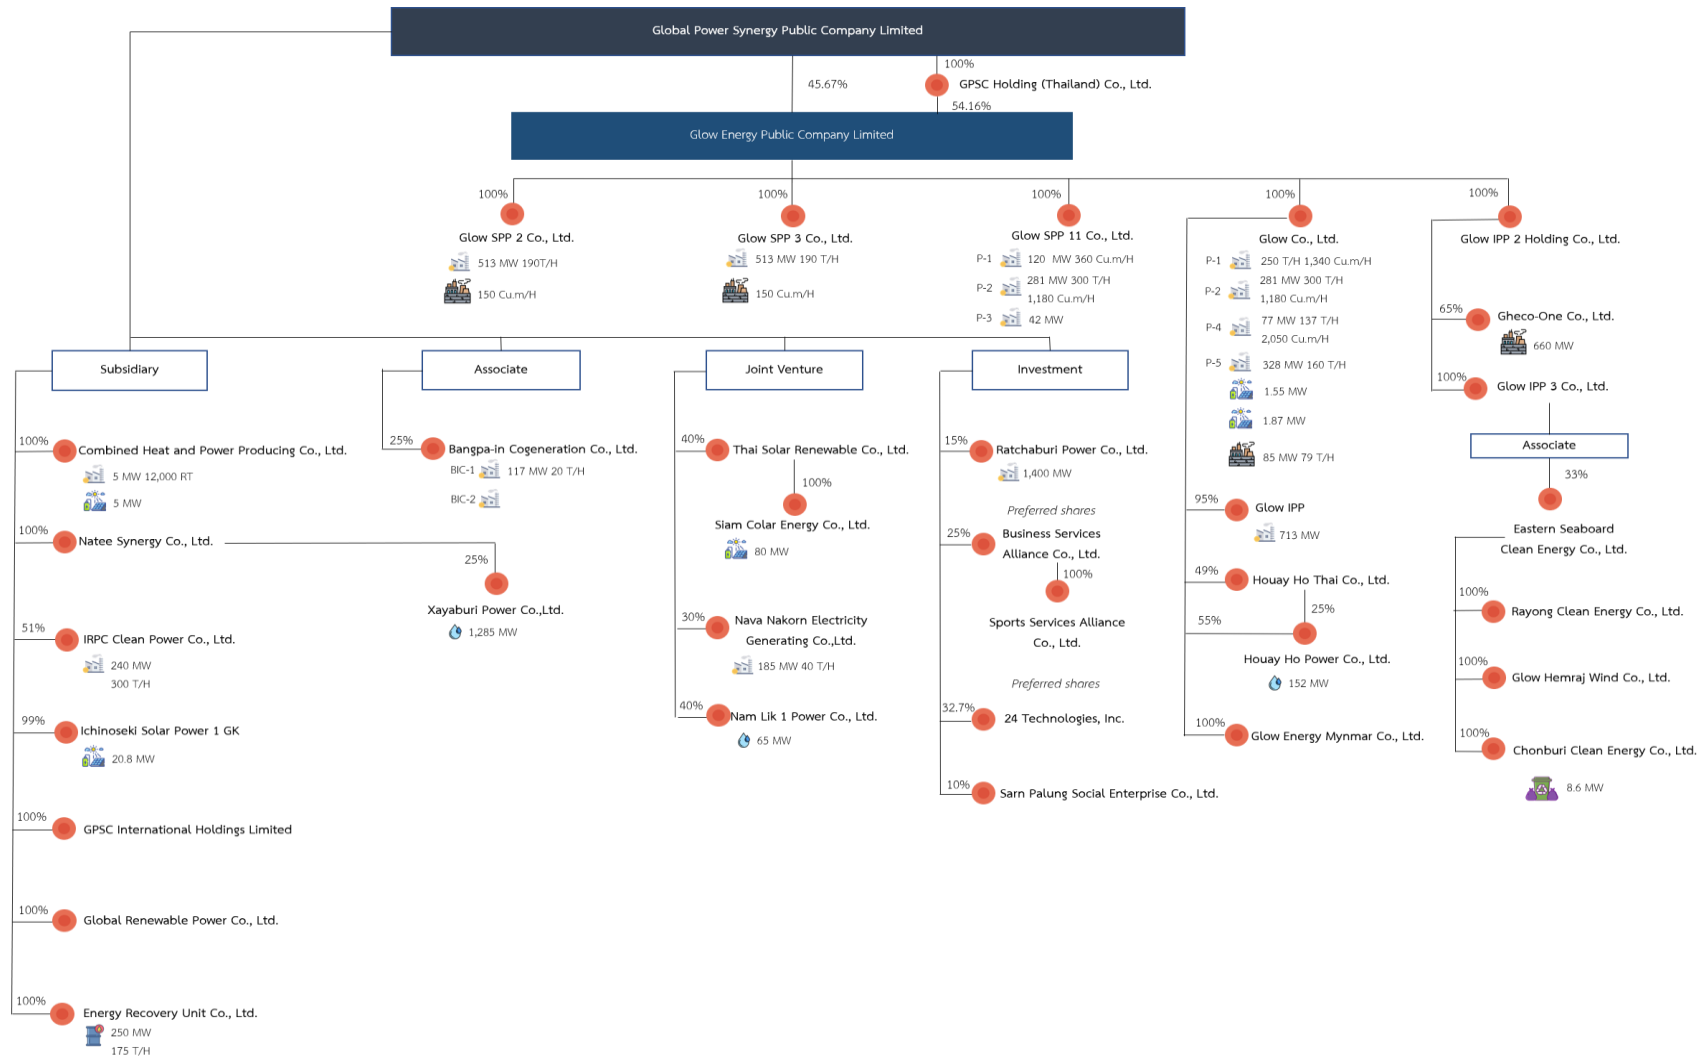 Global Power Synergy Public Company Limited
100%
45.67%
GPSC Holding (Thailand) Co., Ltd.
54.16%
Glow Energy Public Company Limited
100%
Glow SPP 2 Co., Ltd.
513 MW 190T/H
150 Cu.m/H
100%
Glow SPP 3 Co., Ltd.
513 MW 190 T/H
150 Cu.m/H
100%
Glow SPP 11 Co., Ltd.
P-1 120 MW 360 Cu.m/H
P-2 281 MW 300 T/H
1,180 Cu.m/H
P-3 42 MW
100%
Glow Co., Ltd.
P-1 250 T/H 1,340 Cu.m/H
P-2 281 MW 300 T/H
1,180 Cu.m/H
P-4 77 MW 137 T/H
2,050 Cu.m/H
P-5 328 MW 160 T/H
1.55 MW
1.87 MW
85 MW 79 T/H
95%
Glow IPP
713 MW
49%
Houay Ho Thai Co., Ltd.
25%
55%
Houay Ho Power Co., Ltd.
152 MW
100%
Glow Energy Mynmar Co., Ltd.
100%
Glow IPP 2 Holding Co., Ltd.
65%
Gheco-One Co., Ltd.
660 MW
100%
Glow IPP 3 Co., Ltd.
Associate
33%
Eastern Seaboard
Clean Energy Co., Ltd.
100%
Rayong Clean Energy Co., Ltd.
100%
Glow Hemraj Wind Co., Ltd.
100%
Chonburi Clean Energy Co., Ltd.
8.6 MW
Subsidiary
100%
Combined Heat and Power Producing Co., Ltd.
5 MW 12,000 RT
5 MW
100%
Natee Synergy Co., Ltd.
25%
Xayaburi Power Co.,Ltd.
1,285 MW
51%
IRPC Clean Power Co., Ltd.
240 MW
300 T/H
99%
Ichinoseki Solar Power 1 GK
20.8 MW
100%
GPSC International Holdings Limited
100%
Global Renewable Power Co., Ltd.
100%
Energy Recovery Unit Co., Ltd.
250 MW
175 T/H
Associate
25%
Bangpa-in Cogeneration Co., Ltd.
BIC-1 117 MW 20 T/H
BIC-2
Joint Venture
40%
Thai Solar Renewable Co., Ltd.
100%
Siam Colar Energy Co., Ltd.
80 MW
30%
Nava Nakorn Electricity
Generating Co.,Ltd.
185 MW 40 T/H
40%
Nam Lik 1 Power Co., Ltd.
65 MW
Investment
15%
Ratchaburi Power Co., Ltd.
1,400 MW
Preferred shares
25%
Business Services
Alliance Co., Ltd.
100%
Sports Services Alliance
Co., Ltd.
Preferred shares
32.7%
24 Technologies, Inc.
10%
Sarn Palung Social Enterprise Co., Ltd.